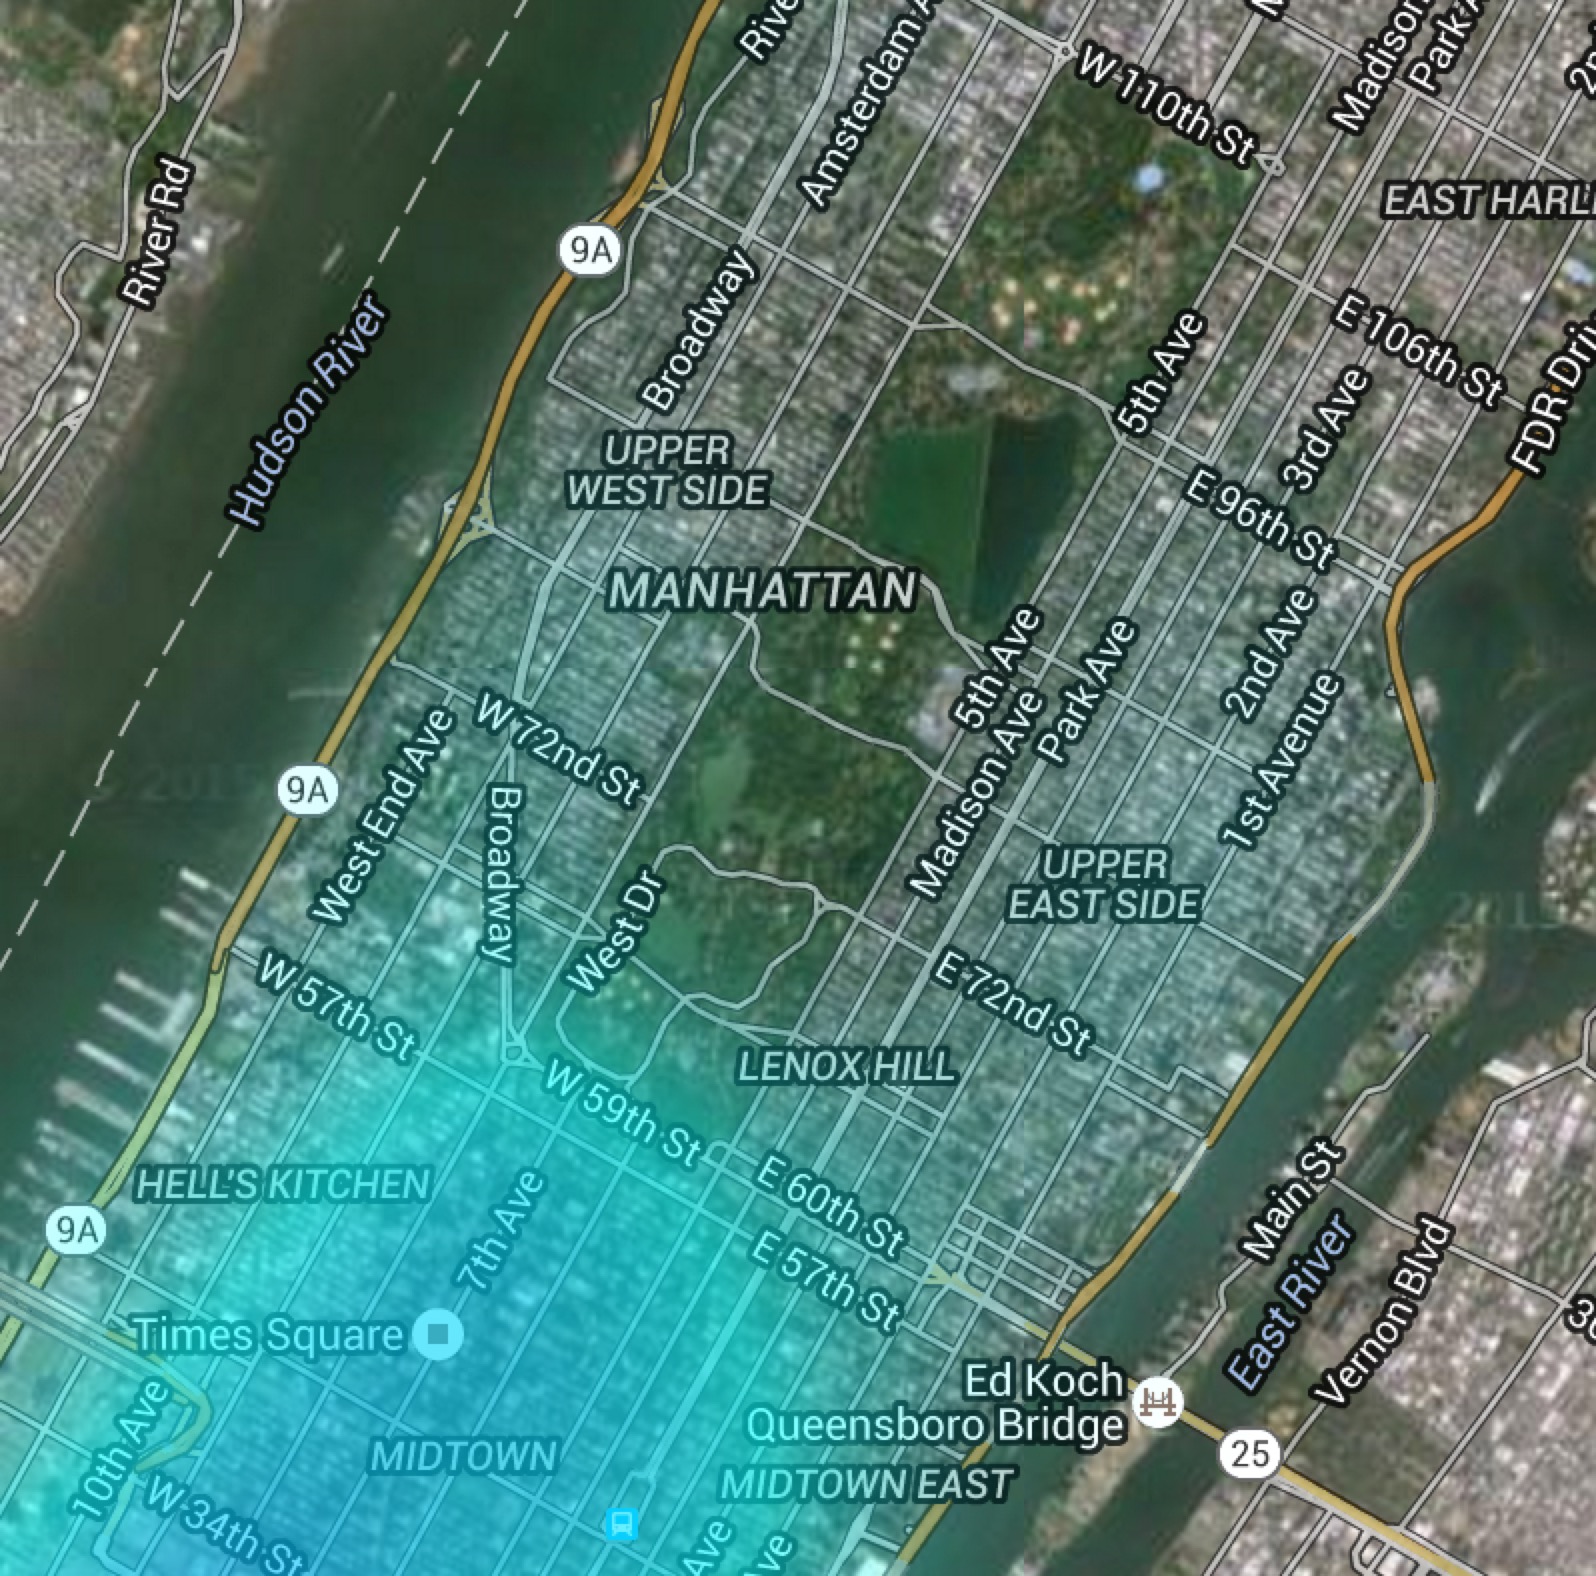 W 110th St
Amsterdam
Madison
Park
River Rd
EAST
9A
Hudson River
Broadway
5th Ave
E 106th St
3rd Ave
FDR
UPPER
WEST SIDE
E 96th St
MANHATTAN
5th Ave
Park Ave
2nd Ave
1st Avenue
W 72nd St
Madison Ave
9A
West End Ave
Broadway
UPPER
EAST SIDE
West Dr
W 57th St
E 72nd St
LENOX HILL
W 59th St
HELL'S KITCHEN
7th Ave
E 60th St
Main St
9A
E 57th St
East River
Vernon Blvd
Times Square
Ed Koch
Queensboro Bridge
10th Ave
MIDTOWN
25
MIDTOWN EAST
W 34th St
Ave